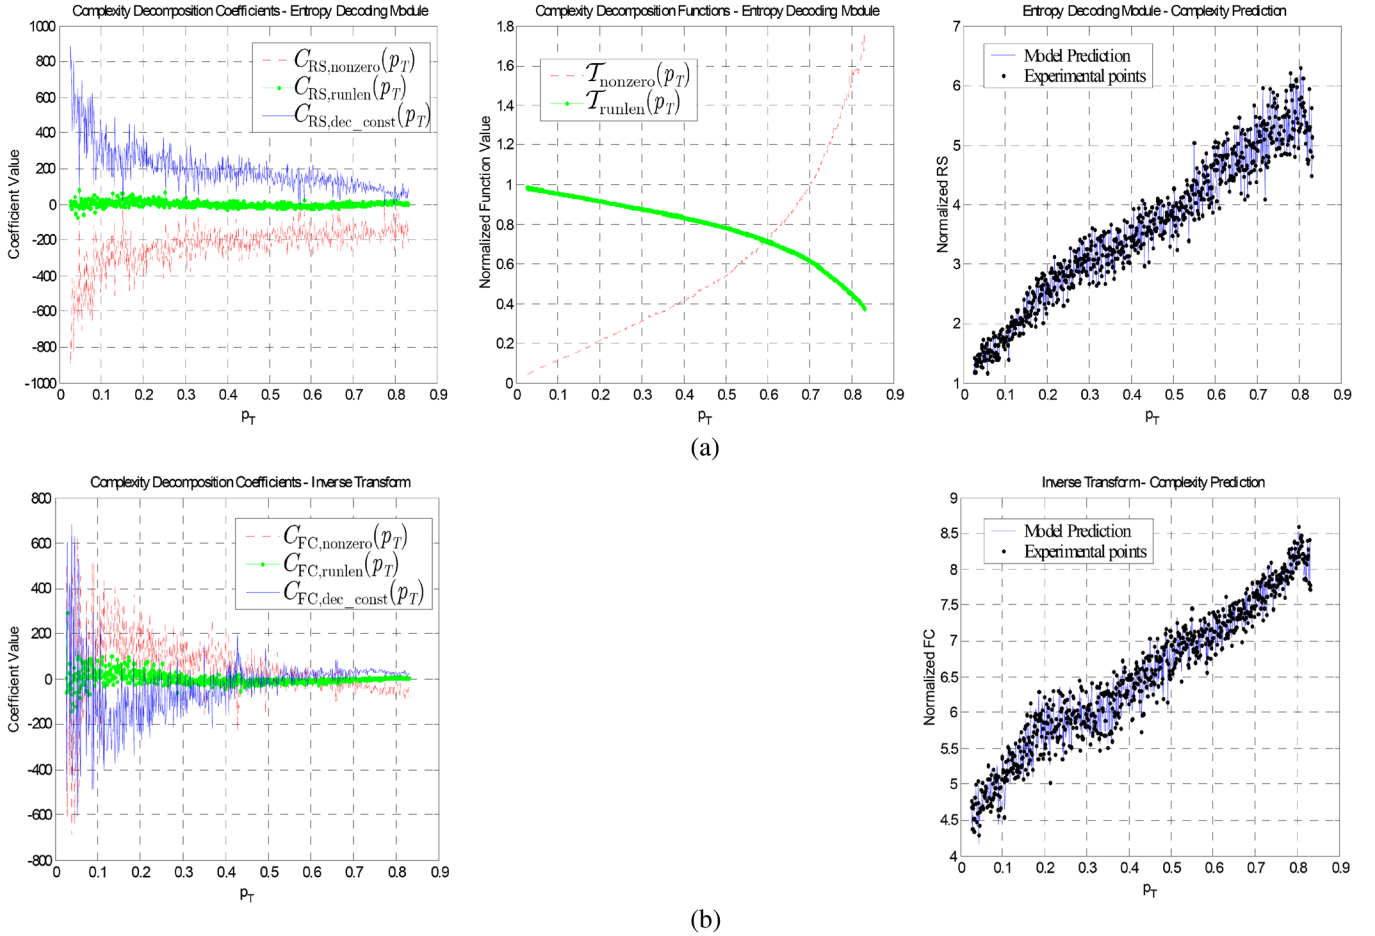 Complexity Decomposition Coefficients - Entropy Decoding Module
1000
800
600
400
200
0
-200
-400
-600
-800
-1000
Coefficient Value
0 0.1 0.2 0.3 0.4 0.5 0.6 0.7 0.8 0.9
p_T
C_RS,nonzero(p_T)
C_RS,runlen(p_T)
C_RS,dec_const(p_T)
Complexity Decomposition Functions - Entropy Decoding Module
1.8
1.6
1.4
1.2
1
0.8
0.6
0.4
0.2
0
Normalized Function Value
0 0.1 0.2 0.3 0.4 0.5 0.6 0.7 0.8 0.9
p_T
𝒯_nonzero(p_T)
𝒯_runlen(p_T)
Entropy Decoding Module - Complexity Prediction
7
6
5
4
3
2
1
Normalized RS
0 0.1 0.2 0.3 0.4 0.5 0.6 0.7 0.8 0.9
p_T
Model Prediction
Experimental points
(a)
Complexity Decomposition Coefficients - Inverse Transform
800
600
400
200
0
-200
-400
-600
-800
Coefficient Value
0 0.1 0.2 0.3 0.4 0.5 0.6 0.7 0.8 0.9
p_T
C_FC,nonzero(p_T)
C_FC,runlen(p_T)
C_FC,dec_const(p_T)
Inverse Transform - Complexity Prediction
9
8.5
8
7.5
7
6.5
6
5.5
5
4.5
4
Normalized FC
0 0.1 0.2 0.3 0.4 0.5 0.6 0.7 0.8 0.9
p_T
Model Prediction
Experimental points
(b)